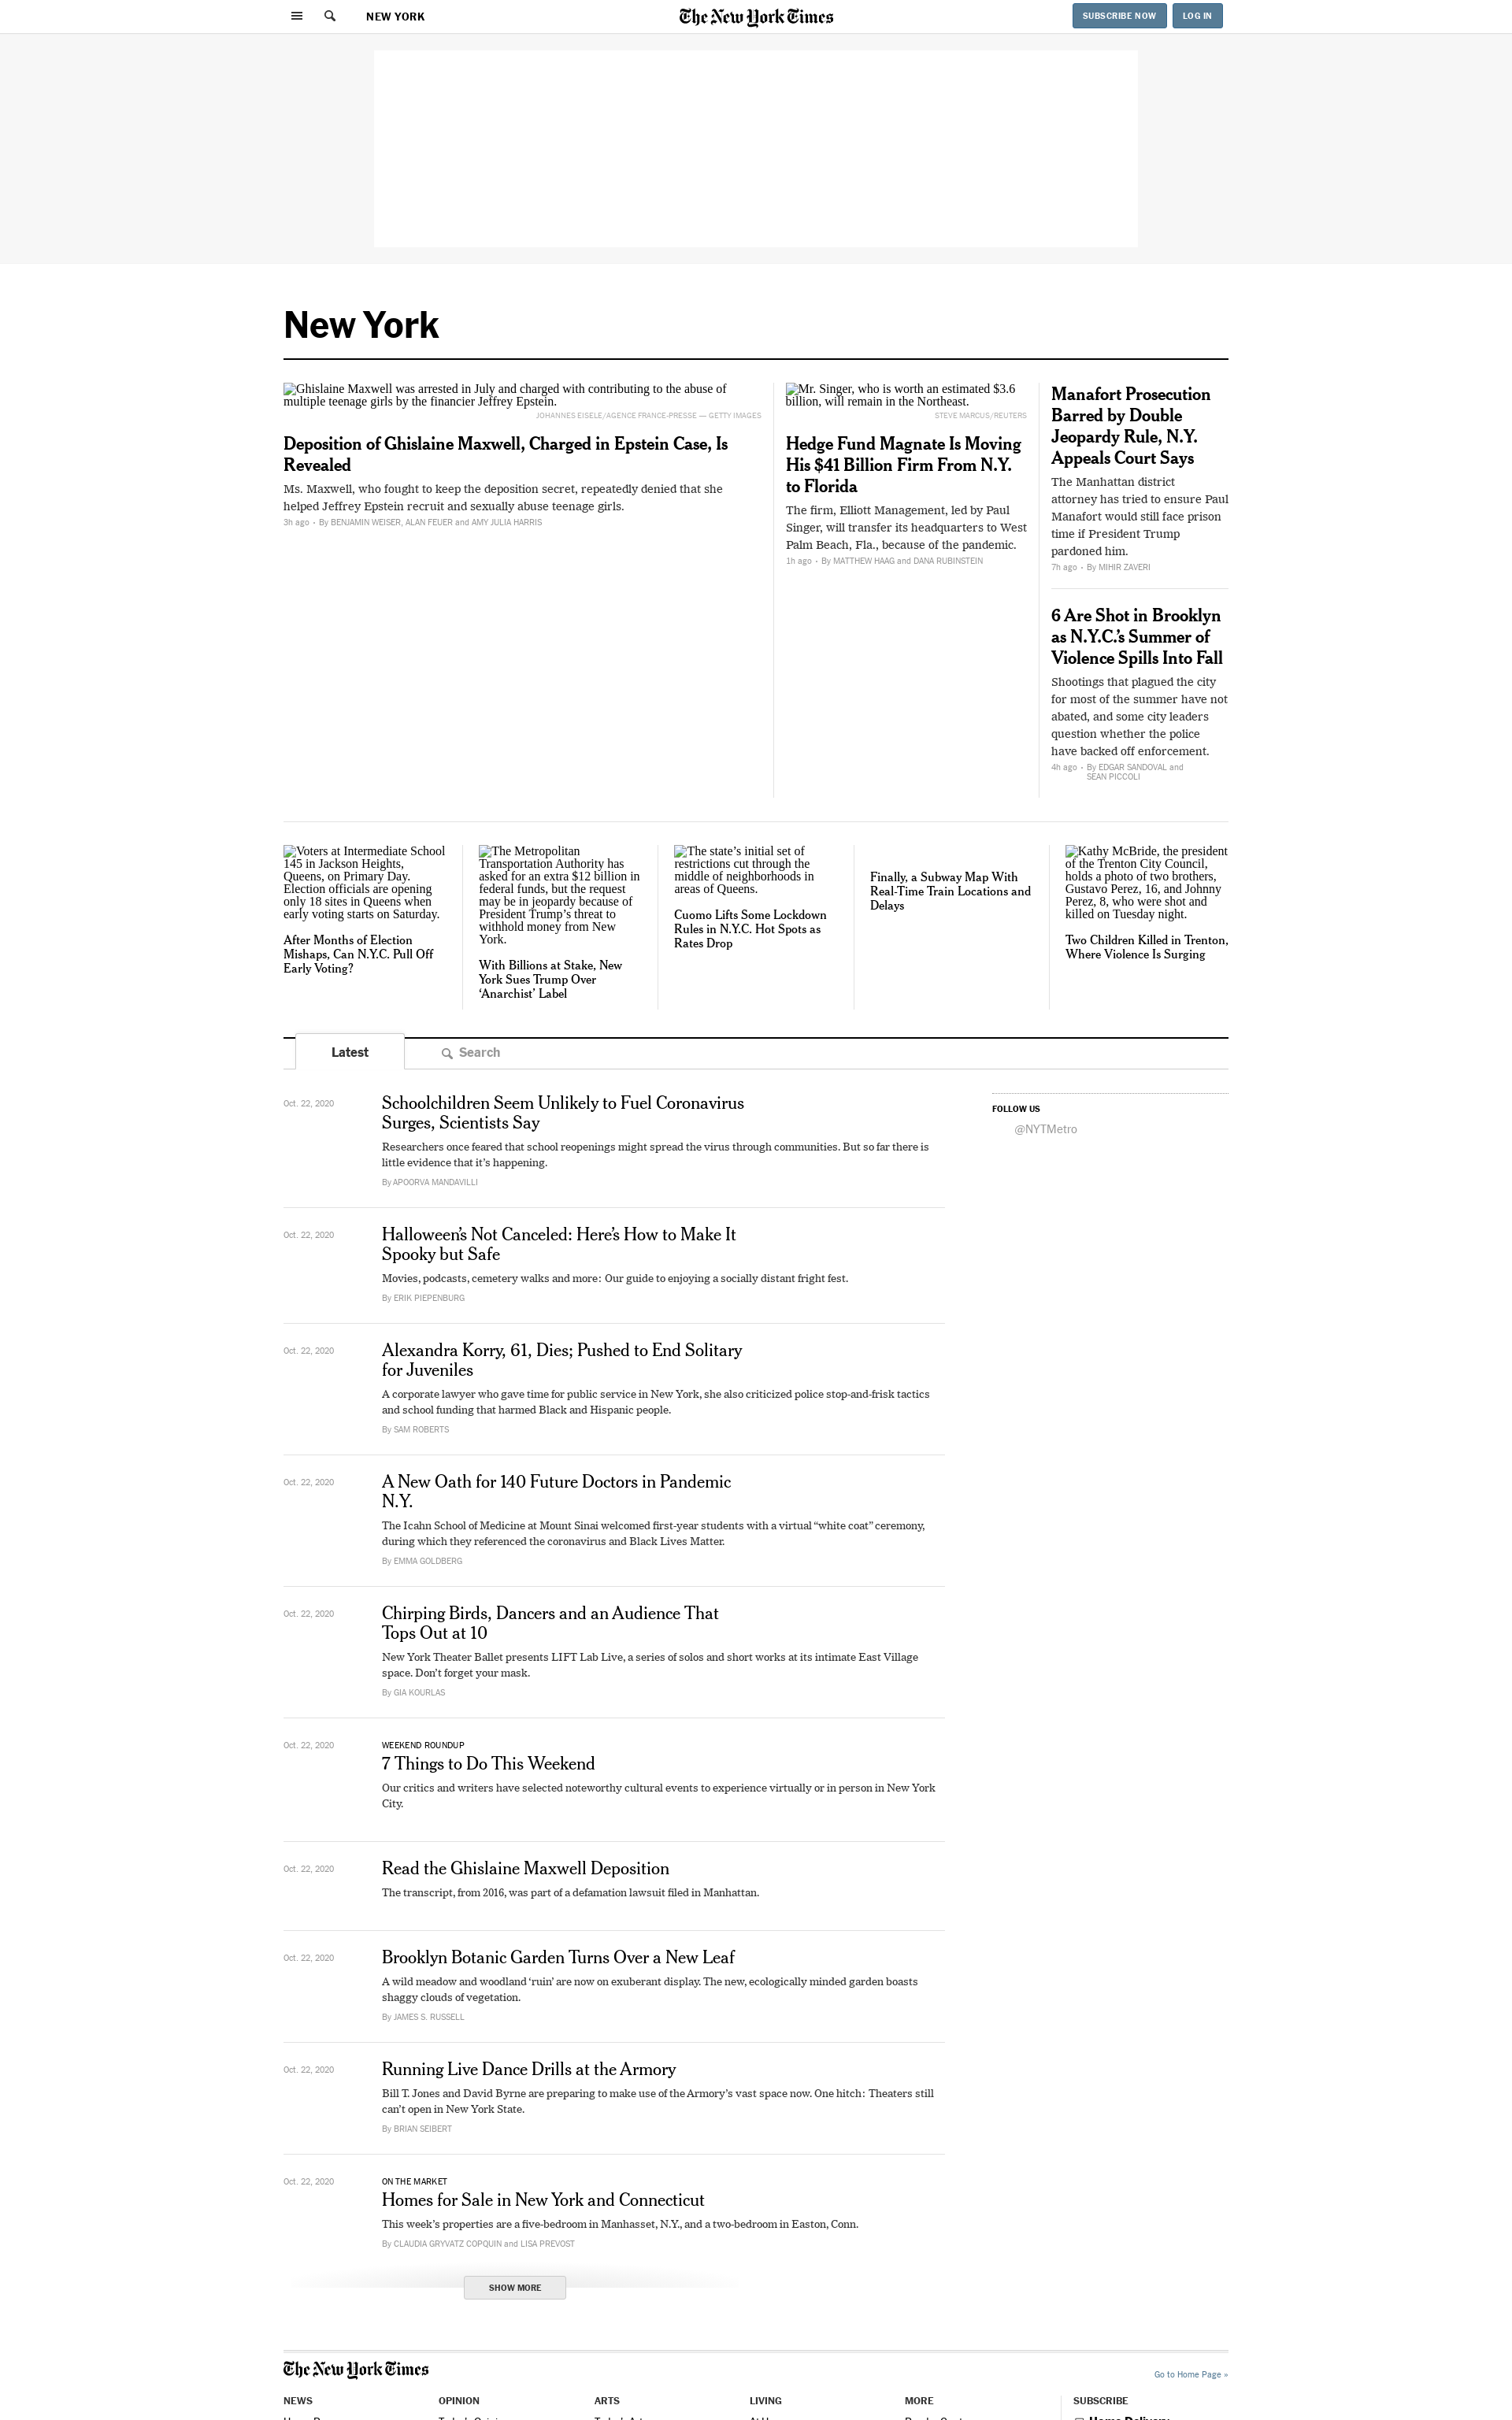 NEW YORK
The New York Times
SUBSCRIBE NOW
LOG IN
New York
Ghislaine Maxwell was arrested in July and charged with contributing to the abuse of
multiple teenage girls by the financier Jeffrey Epstein.
JOHANNES EISELE/AGENCE FRANCE-PRESSE — GETTY IMAGES
Deposition of Ghislaine Maxwell, Charged in Epstein Case, Is
Revealed
Ms. Maxwell, who fought to keep the deposition secret, repeatedly denied that she
helped Jeffrey Epstein recruit and sexually abuse teenage girls.
3h ago • By BENJAMIN WEISER, ALAN FEUER and AMY JULIA HARRIS
Mr. Singer, who is worth an estimated $3.6
billion, will remain in the Northeast.
STEVE MARCUS/REUTERS
Hedge Fund Magnate Is Moving
His $41 Billion Firm From N.Y.
to Florida
The firm, Elliott Management, led by Paul
Singer, will transfer its headquarters to West
Palm Beach, Fla., because of the pandemic.
1h ago • By MATTHEW HAAG and DANA RUBINSTEIN
Manafort Prosecution
Barred by Double
Jeopardy Rule, N.Y.
Appeals Court Says
The Manhattan district
attorney has tried to ensure Paul
Manafort would still face prison
time if President Trump
pardoned him.
7h ago • By MIHIR ZAVERI
6 Are Shot in Brooklyn
as N.Y.C.’s Summer of
Violence Spills Into Fall
Shootings that plagued the city
for most of the summer have not
abated, and some city leaders
question whether the police
have backed off enforcement.
4h ago • By EDGAR SANDOVAL and
SEAN PICCOLI
Voters at Intermediate School
145 in Jackson Heights,
Queens, on Primary Day.
Election officials are opening
only 18 sites in Queens when
early voting starts on Saturday.
After Months of Election
Mishaps, Can N.Y.C. Pull Off
Early Voting?
The Metropolitan
Transportation Authority has
asked for an extra $12 billion in
federal funds, but the request
may be in jeopardy because of
President Trump’s threat to
withhold money from New
York.
With Billions at Stake, New
York Sues Trump Over
‘Anarchist’ Label
The state’s initial set of
restrictions cut through the
middle of neighborhoods in
areas of Queens.
Cuomo Lifts Some Lockdown
Rules in N.Y.C. Hot Spots as
Rates Drop
Finally, a Subway Map With
Real-Time Train Locations and
Delays
Kathy McBride, the president
of the Trenton City Council,
holds a photo of two brothers,
Gustavo Perez, 16, and Johnny
Perez, 8, who were shot and
killed on Tuesday night.
Two Children Killed in Trenton,
Where Violence Is Surging
Latest
Search
Oct. 22, 2020
Schoolchildren Seem Unlikely to Fuel Coronavirus
Surges, Scientists Say
Researchers once feared that school reopenings might spread the virus through communities. But so far there is
little evidence that it’s happening.
By APOORVA MANDAVILLI
FOLLOW US
@NYTMetro
Oct. 22, 2020
Halloween’s Not Canceled: Here’s How to Make It
Spooky but Safe
Movies, podcasts, cemetery walks and more: Our guide to enjoying a socially distant fright fest.
By ERIK PIEPENBURG
Oct. 22, 2020
Alexandra Korry, 61, Dies; Pushed to End Solitary
for Juveniles
A corporate lawyer who gave time for public service in New York, she also criticized police stop-and-frisk tactics
and school funding that harmed Black and Hispanic people.
By SAM ROBERTS
Oct. 22, 2020
A New Oath for 140 Future Doctors in Pandemic
N.Y.
The Icahn School of Medicine at Mount Sinai welcomed first-year students with a virtual “white coat” ceremony,
during which they referenced the coronavirus and Black Lives Matter.
By EMMA GOLDBERG
Oct. 22, 2020
Chirping Birds, Dancers and an Audience That
Tops Out at 10
New York Theater Ballet presents LIFT Lab Live, a series of solos and short works at its intimate East Village
space. Don’t forget your mask.
By GIA KOURLAS
Oct. 22, 2020
WEEKEND ROUNDUP
7 Things to Do This Weekend
Our critics and writers have selected noteworthy cultural events to experience virtually or in person in New York
City.
Oct. 22, 2020
Read the Ghislaine Maxwell Deposition
The transcript, from 2016, was part of a defamation lawsuit filed in Manhattan.
Oct. 22, 2020
Brooklyn Botanic Garden Turns Over a New Leaf
A wild meadow and woodland ‘ruin’ are now on exuberant display. The new, ecologically minded garden boasts
shaggy clouds of vegetation.
By JAMES S. RUSSELL
Oct. 22, 2020
Running Live Dance Drills at the Armory
Bill T. Jones and David Byrne are preparing to make use of the Armory’s vast space now. One hitch: Theaters still
can’t open in New York State.
By BRIAN SEIBERT
Oct. 22, 2020
ON THE MARKET
Homes for Sale in New York and Connecticut
This week’s properties are a five-bedroom in Manhasset, N.Y., and a two-bedroom in Easton, Conn.
By CLAUDIA GRYVATZ COPQUIN and LISA PREVOST
SHOW MORE
The New York Times
Go to Home Page »
NEWS
OPINION
ARTS
LIVING
MORE
SUBSCRIBE
Home Delivery